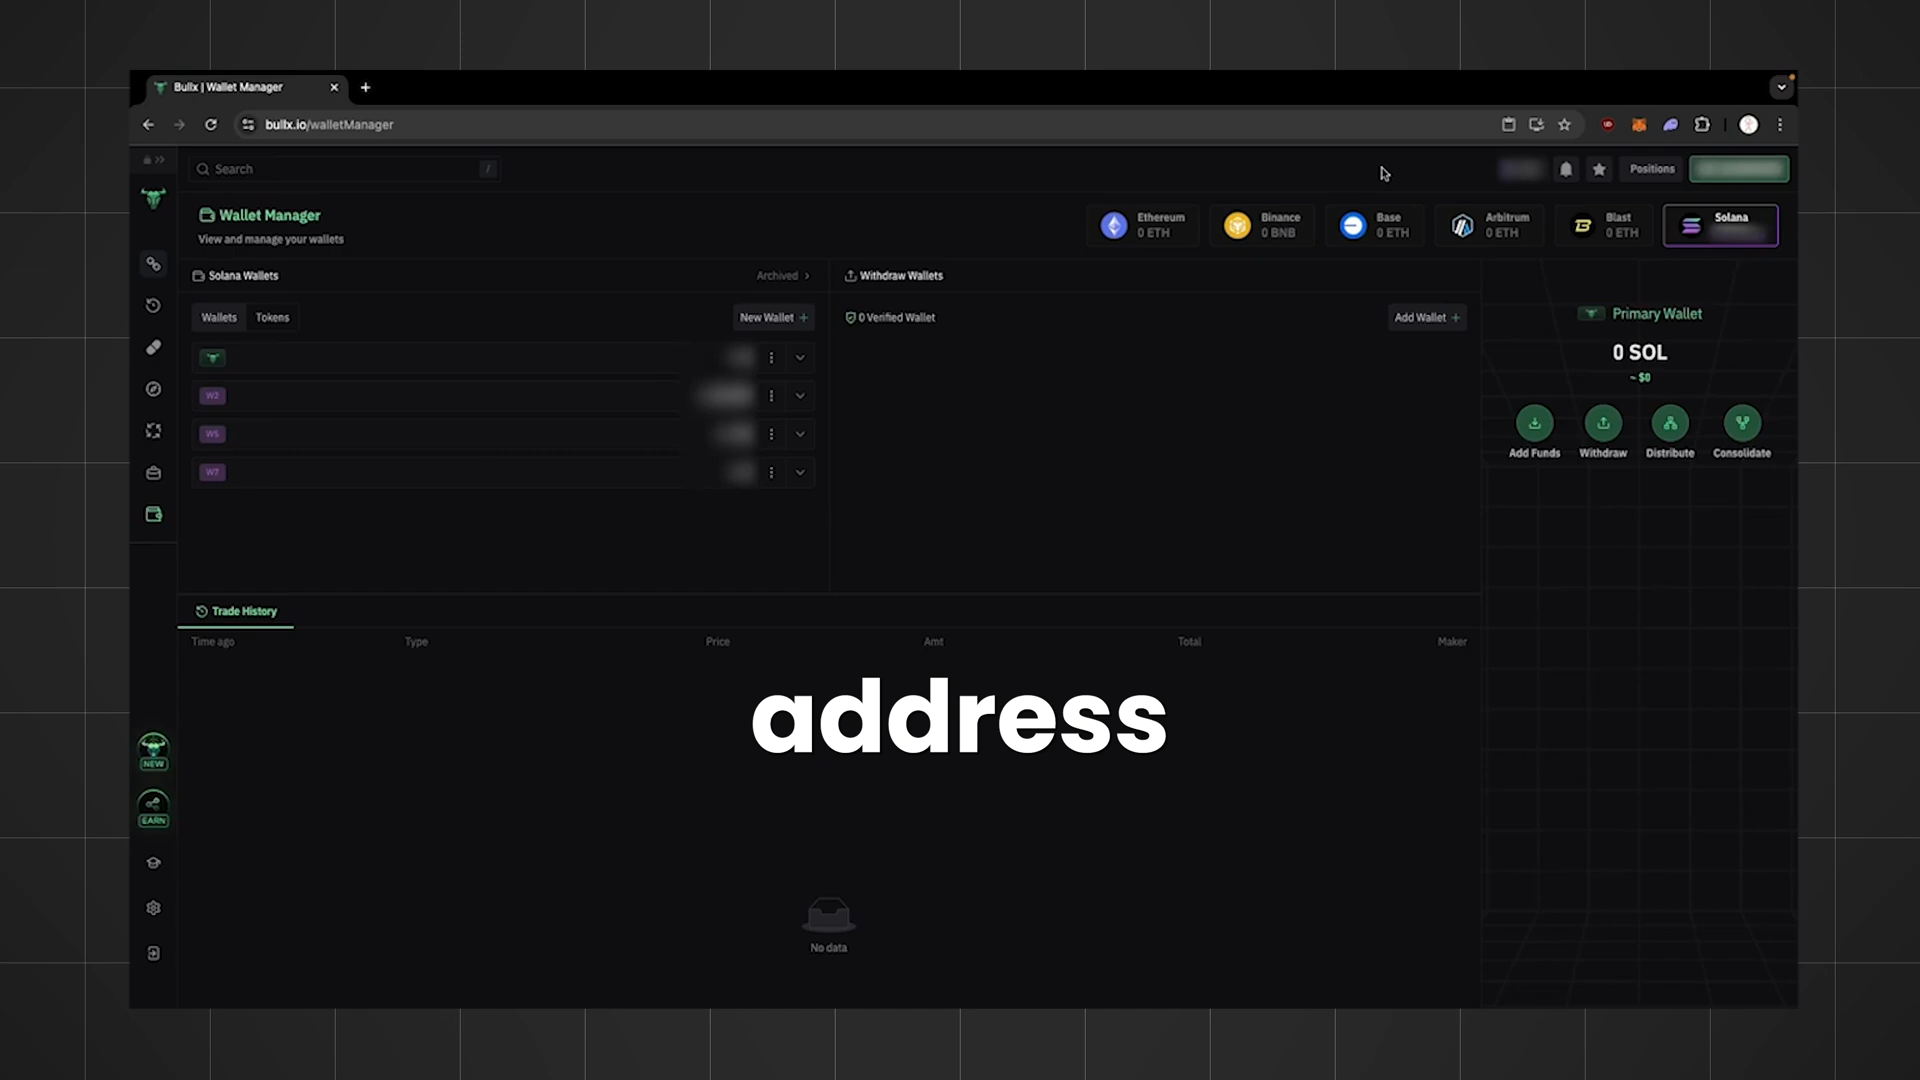 Bullx | Wallet Manager
bullx.io/walletManager
Search /
Positions
Wallet Manager
View and manage your wallets
Ethereum
0 ETH
Binance
0 BNB
Base
0 ETH
Arbitrum
0 ETH
Blast
0 ETH
Solana
Solana Wallets
Archived >
Withdraw Wallets
Wallets Tokens
New Wallet +
0 Verified Wallet
Add Wallet +
W2
W5
W7
Primary Wallet
0 SOL
~ $0
Add Funds Withdraw Distribute Consolidate
Trade History
Time ago Type Price Amt Total Maker
address
NEW
EARN
No data